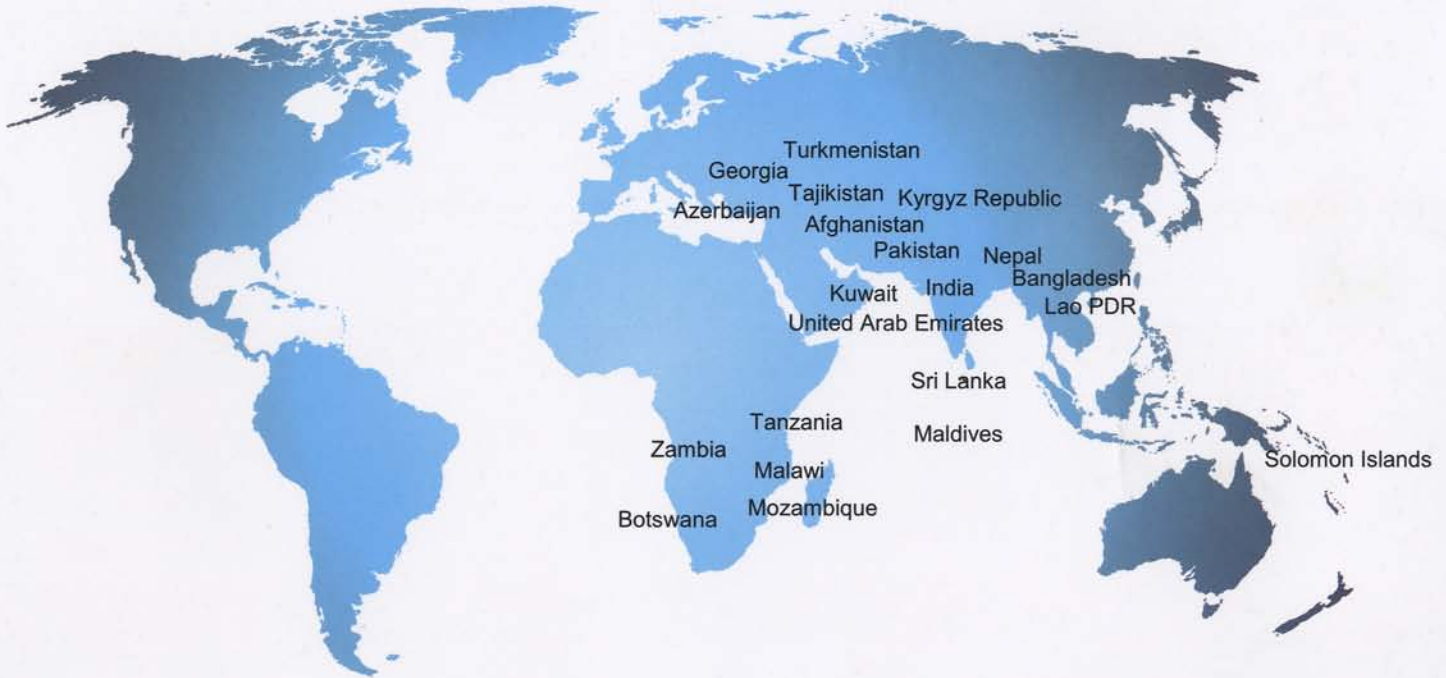 Turkmenistan
Georgia
Tajikistan
Kyrgyz Republic
Azerbaijan
Afghanistan
Pakistan
Nepal
Bangladesh
Kuwait
India
Lao PDR
United Arab Emirates
Sri Lanka
Tanzania
Maldives
Zambia
Solomon Islands
Malawi
Mozambique
Botswana